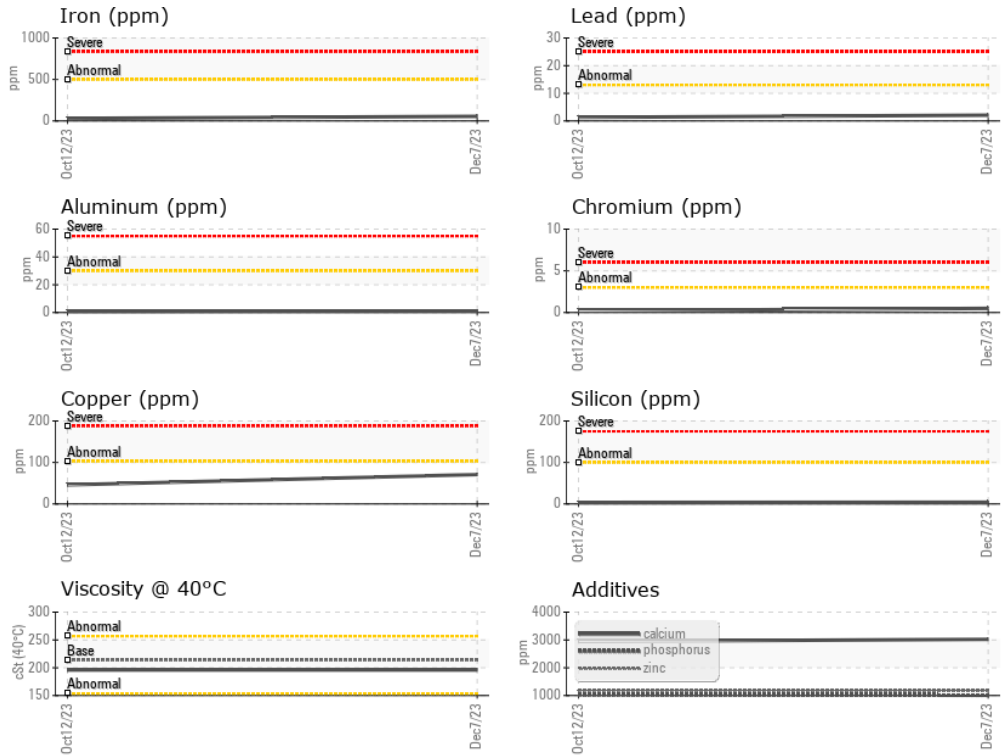 Iron (ppm)
1000
500
0
ppm
Severe
Abnormal
Oct12/23
Dec7/23
Lead (ppm)
30
20
10
0
ppm
Severe
Abnormal
Oct12/23
Dec7/23
Aluminum (ppm)
60
40
20
0
ppm
Severe
Abnormal
Oct12/23
Dec7/23
Chromium (ppm)
10
5
0
ppm
Severe
Abnormal
Oct12/23
Dec7/23
Copper (ppm)
200
100
0
ppm
Severe
Abnormal
Oct12/23
Dec7/23
Silicon (ppm)
200
100
0
ppm
Severe
Abnormal
Oct12/23
Dec7/23
Viscosity @ 40°C
300
250
200
150
cSt (40°C)
Abnormal
Base
Abnormal
Oct12/23
Dec7/23
Additives
4000
3000
2000
1000
ppm
calcium
phosphorus
zinc
Oct12/23
Dec7/23